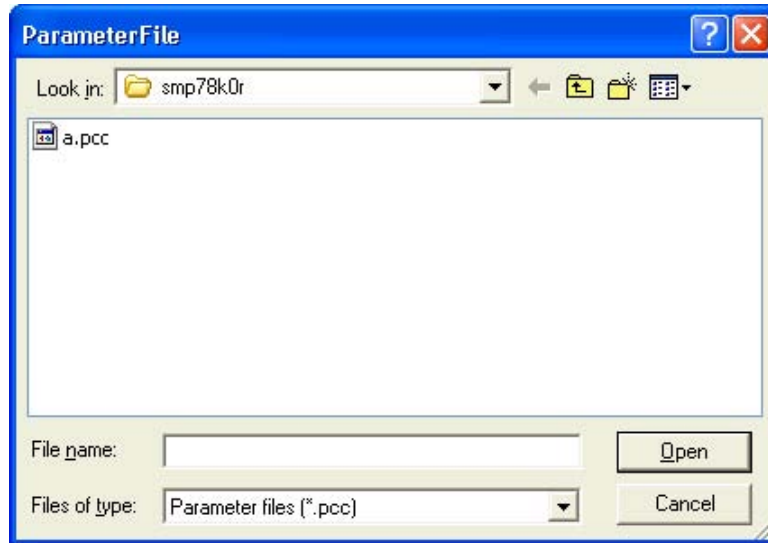 ParameterFile
Look in: smp78k0r
a.pcc
File name: Open
Files of type: Parameter files (*.pcc) Cancel